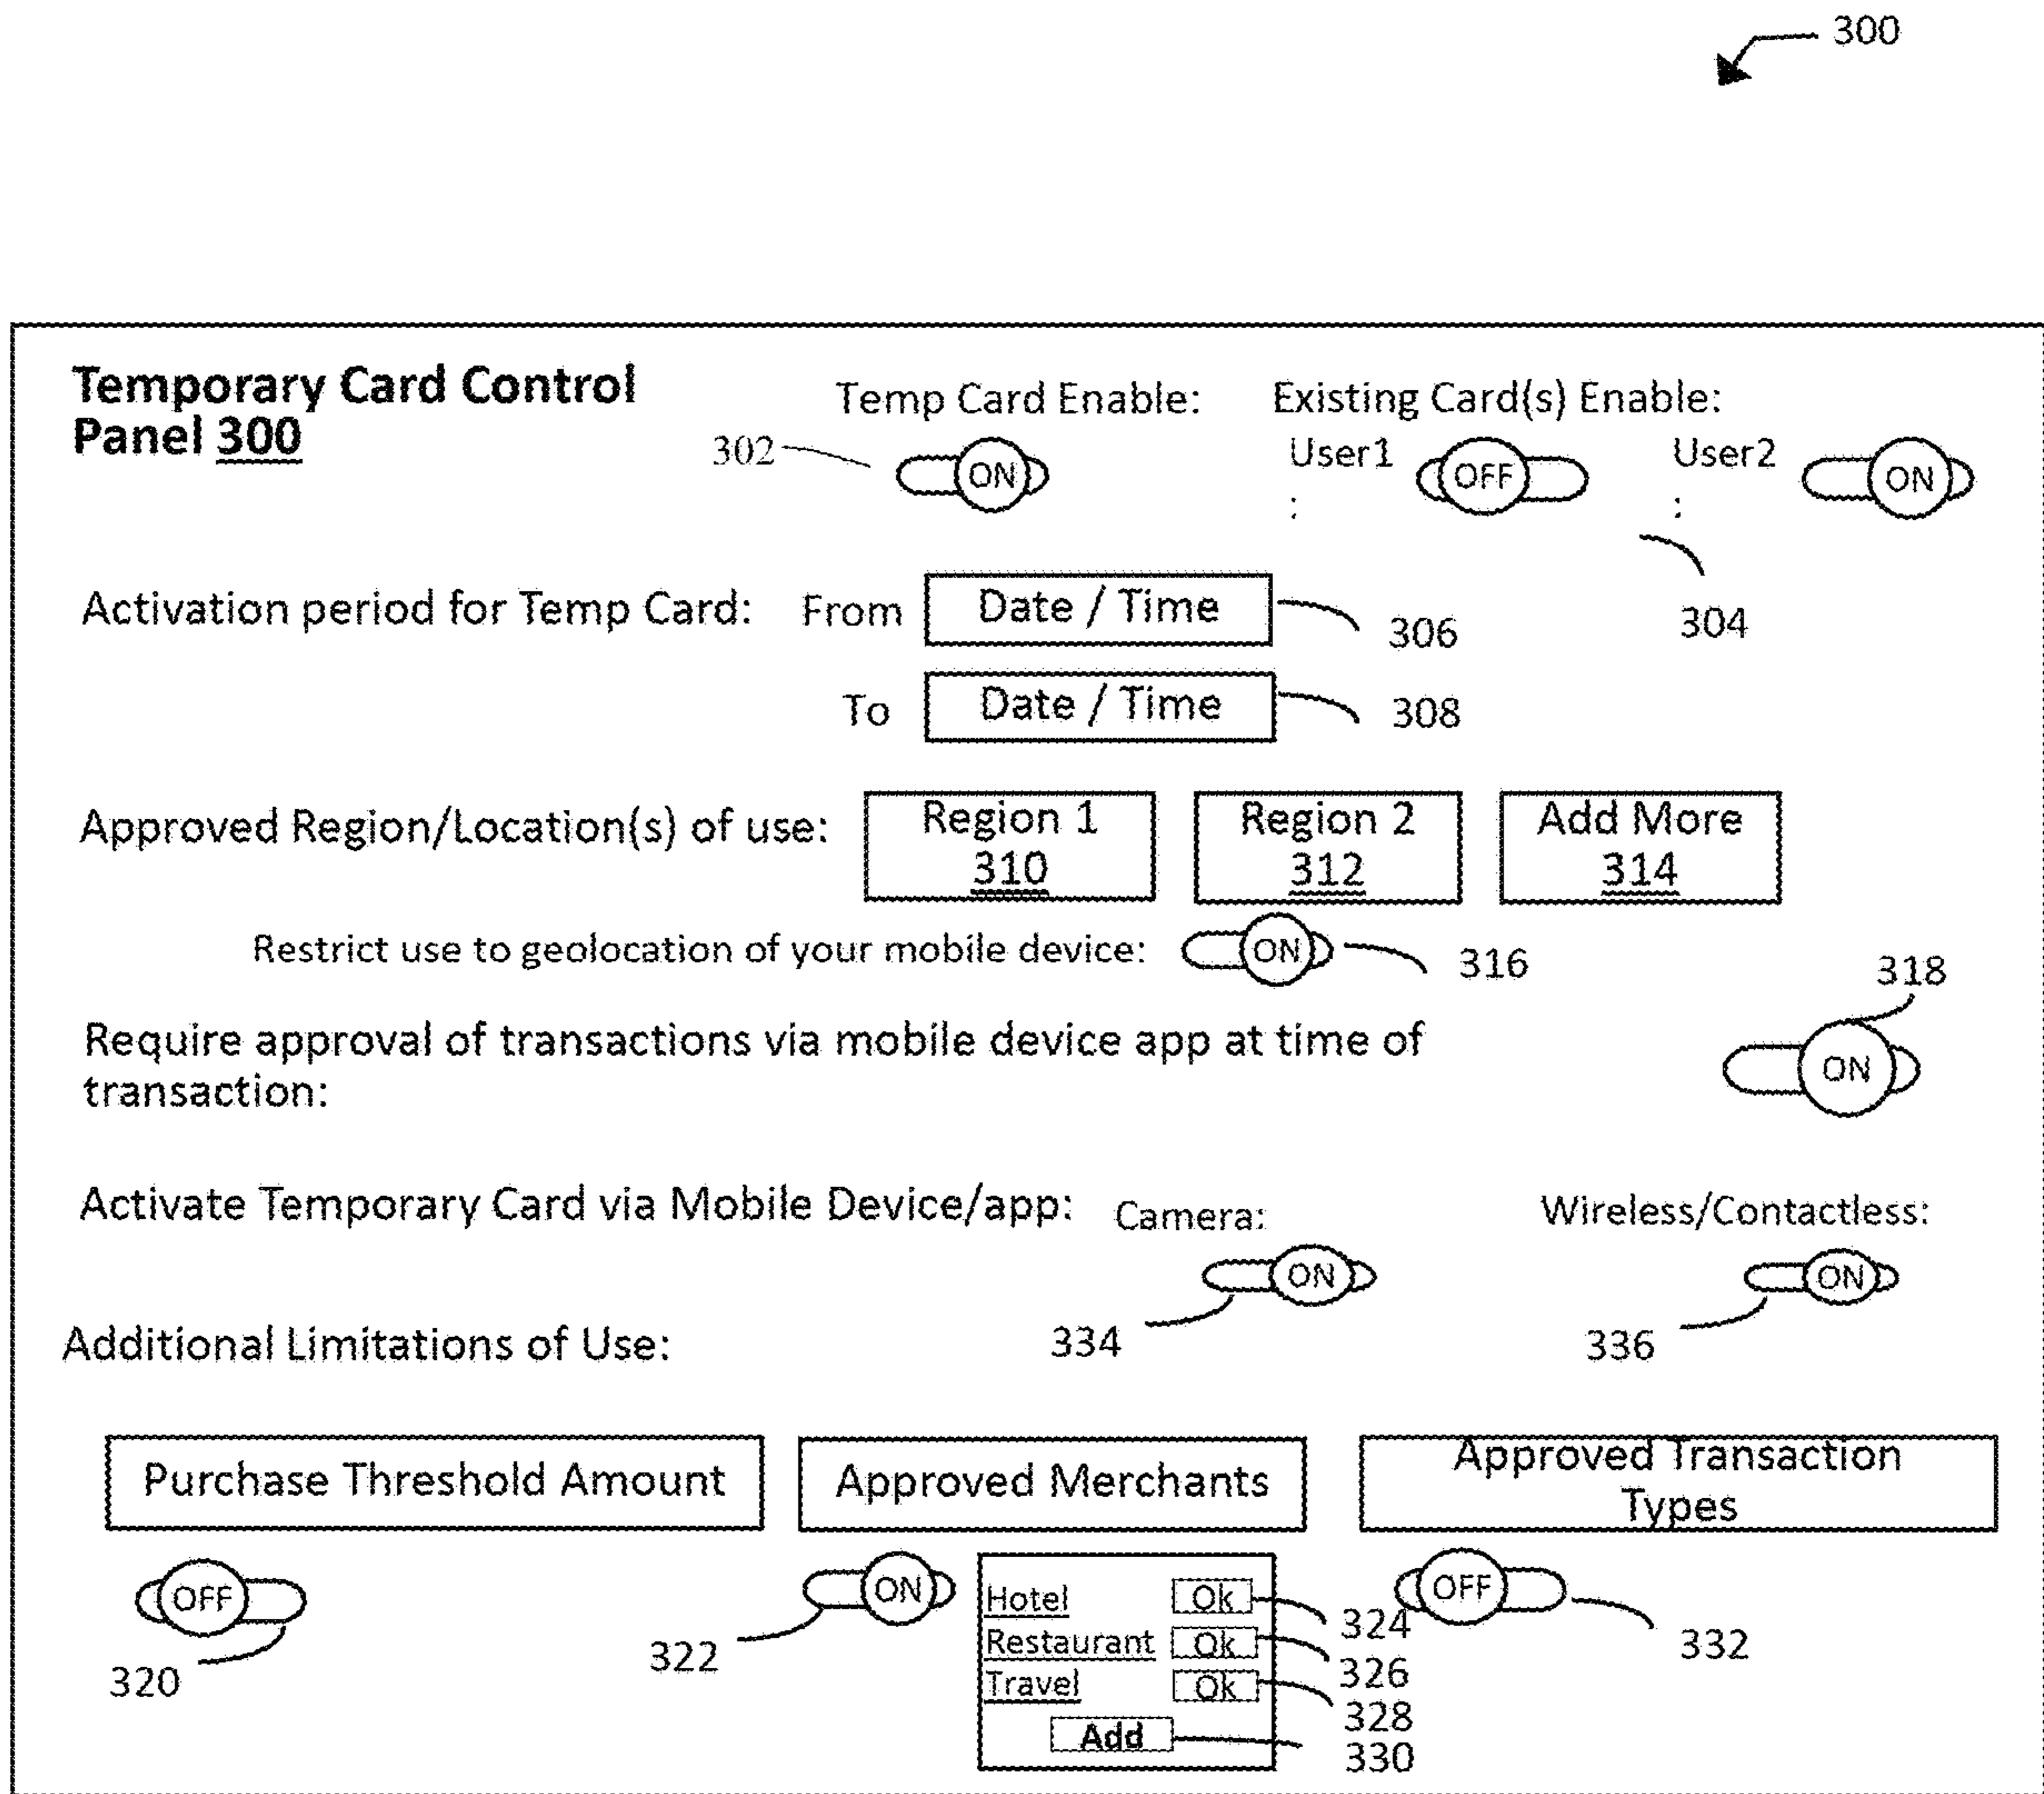 300
Temporary Card Control
Panel 300
Temp Card Enable:
Existing Card(s) Enable:
302
ON
User1
:
OFF
User2
:
ON
304
Activation period for Temp Card:
From
Date / Time
306
To
Date / Time
308
Approved Region/Location(s) of use:
Region 1
310
Region 2
312
Add More
314
Restrict use to geolocation of your mobile device:
ON
316
318
Require approval of transactions via mobile device app at time of
transaction:
ON
Activate Temporary Card via Mobile Device/app:
Camera:
Wireless/Contactless:
ON
ON
334
336
Additional Limitations of Use:
Purchase Threshold Amount
Approved Merchants
Approved Transaction
Types
OFF
320
ON
322
Hotel Ok
324
Restaurant Ok
326
Travel Ok
328
Add
330
OFF
332